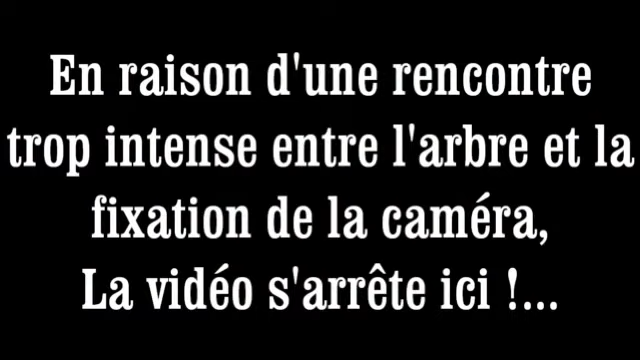 En raison d'une rencontre
trop intense entre l'arbre et la
fixation de la caméra,
La vidéo s'arrête ici !...